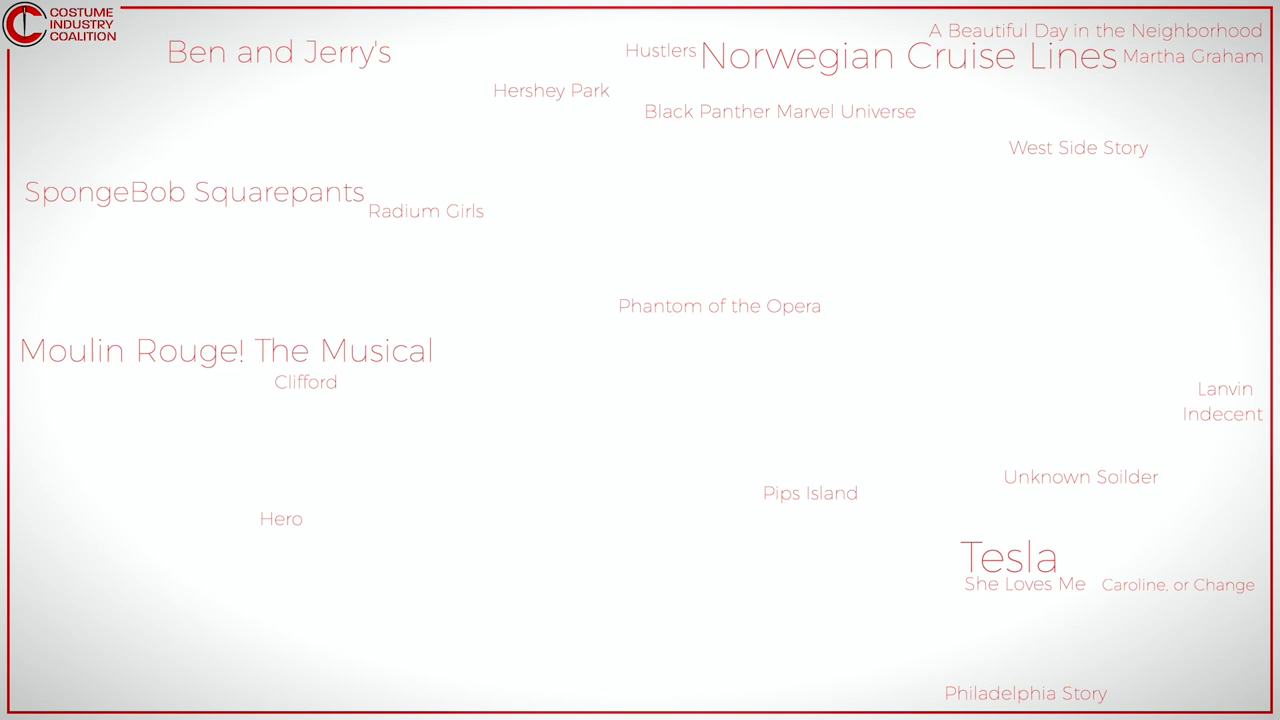 COSTUME
INDUSTRY
COALITION
A Beautiful Day in the Neighborhood
Ben and Jerry's
Hustlers
Norwegian Cruise Lines
Martha Graham
Hershey Park
Black Panther Marvel Universe
West Side Story
SpongeBob Squarepants
Radium Girls
Phantom of the Opera
Moulin Rouge! The Musical
Clifford
Lanvin
Indecent
Unknown Soilder
Pips Island
Hero
Tesla
She Loves Me
Caroline, or Change
Philadelphia Story